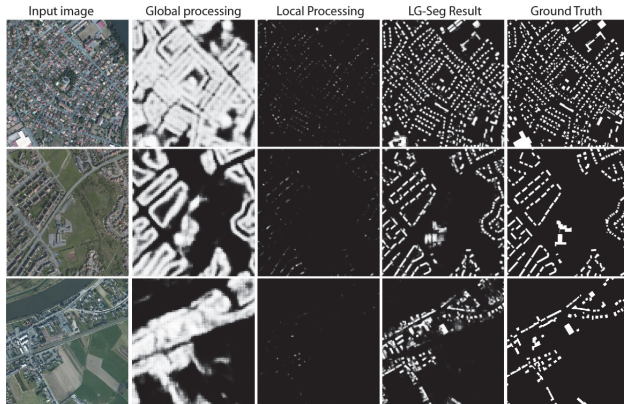 Input image
Global processing
Local Processing
LG-Seg Result
Ground Truth